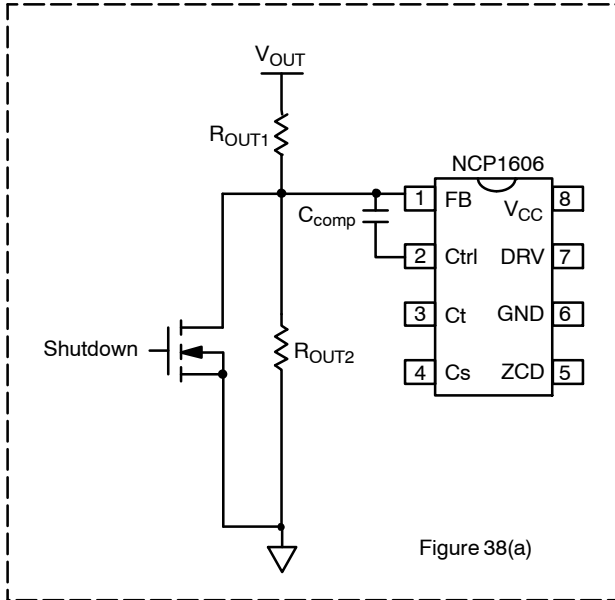 VOUT
ROUT1
NCP1606
1 FB VCC 8
Ccomp
2 Ctrl DRV 7
3 Ct GND 6
Shutdown
ROUT2
4 Cs ZCD 5
Figure 38(a)